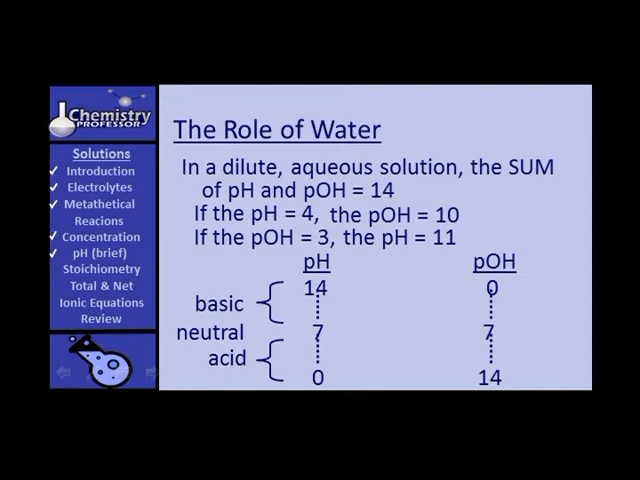 Chemistry
PROFESSOR
Solutions
Introduction
Electrolytes
Metathetical
Reacions
Concentration
pH (brief)
Stoichiometry
Total & Net
Ionic Equations
Review
The Role of Water
In a dilute, aqueous solution, the SUM
of pH and pOH = 14
If the pH = 4, the pOH = 10
If the pOH = 3, the pH = 11
pH pOH
14 0
basic
neutral 7 7
acid
0 14